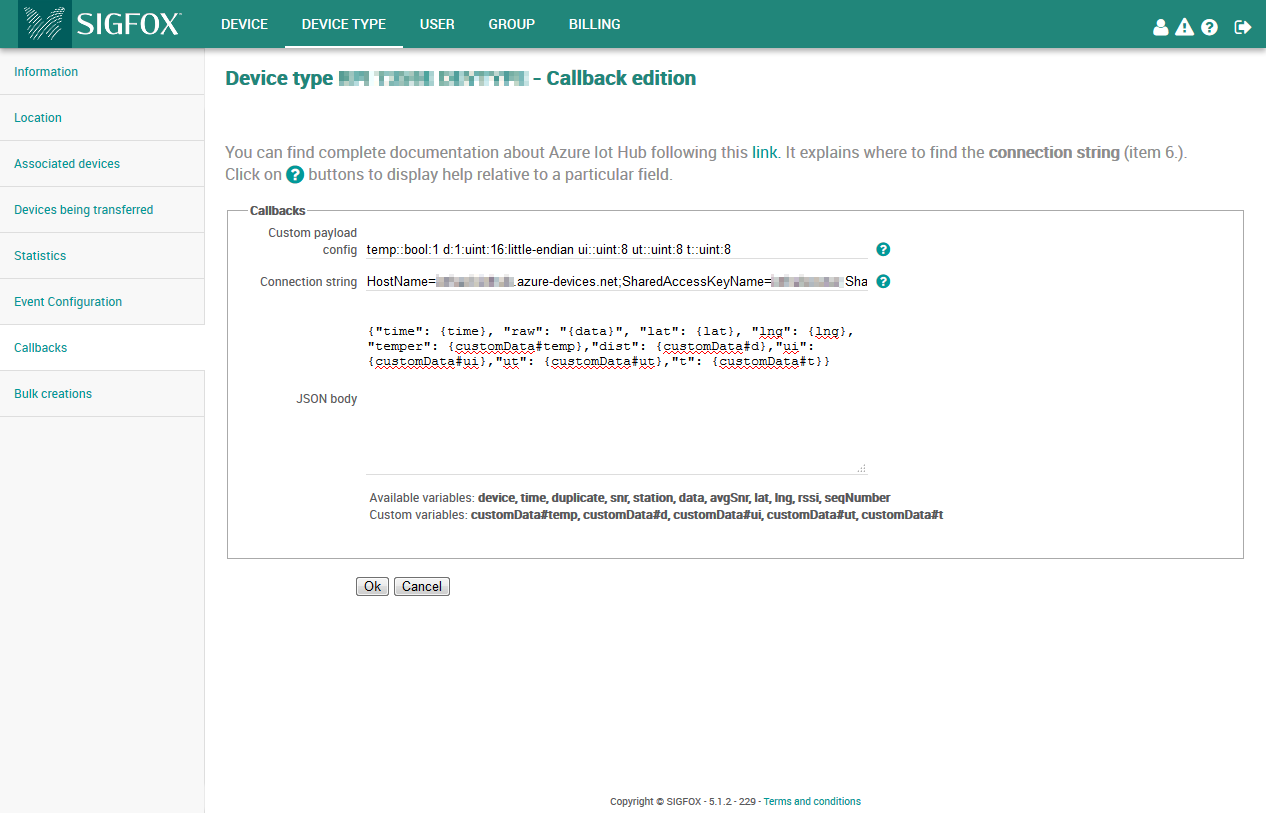 SIGFOX
DEVICE DEVICE TYPE USER GROUP BILLING
Information
Location
Associated devices
Devices being transferred
Statistics
Event Configuration
Callbacks
Bulk creations
Device type - Callback edition
You can find complete documentation about Azure Iot Hub following this link. It explains where to find the connection string (item 6.).
Click on ? buttons to display help relative to a particular field.
Callbacks
Custom payload
config temp::bool:1 d:1:uint:16:little-endian ui::uint:8 ut::uint:8 t::uint:8 ?
Connection string HostName= .azure-devices.net;SharedAccessKeyName= Sha ?
{"time": {time}, "raw": "{data}", "lat": {lat}, "lng": {lng},
"temper": {customData#temp},"dist": {customData#d},"ui":
{customData#ui},"ut": {customData#ut},"t": {customData#t}}
JSON body
Available variables: device, time, duplicate, snr, station, data, avgSnr, lat, lng, rssi, seqNumber
Custom variables: customData#temp, customData#d, customData#ui, customData#ut, customData#t
Ok Cancel
Copyright © SIGFOX - 5.1.2 - 229 - Terms and conditions